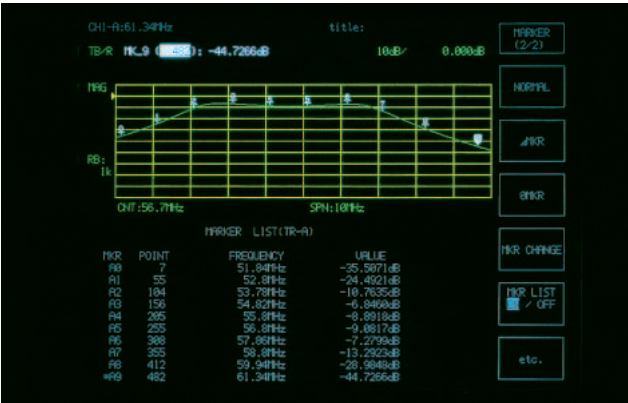 CH1-A:61.34MHz title:
TB/R MK_9 ( 482): -44.7266dB 10dB/ 0.000dB
MAG
RB:
1k
CNT:56.7MHz SPN:10MHz
MARKER LIST(TR-A)
MKR POINT FREQUENCY VALUE
A0 7 51.84MHz -35.5071dB
A1 55 52.8MHz -24.4921dB
A2 104 53.78MHz -10.7635dB
A3 156 54.82MHz -6.8460dB
A4 205 55.8MHz -8.8918dB
A5 255 56.8MHz -9.0817dB
A6 308 57.86MHz -7.2799dB
A7 355 58.8MHz -13.2923dB
A8 412 59.94MHz -28.9848dB
*A9 482 61.34MHz -44.7266dB
MARKER
(2/2)
NORMAL
⊿MKR
0MKR
MKR CHANGE
MKR LIST
/ OFF
etc.